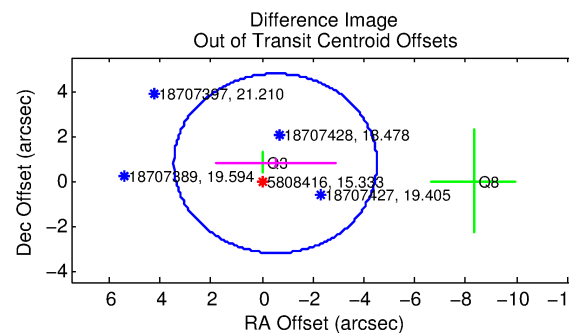 Difference Image
Out of Transit Centroid Offsets
Dec Offset (arcsec)
4
2
0
−2
−4
18707397, 21.210
18707428, 18.478
Q3
18707389, 19.594
5808416, 15.333
18707427, 19.405
Q8
6 4 2 0 −2 −4 −6 −8 −10 −1
RA Offset (arcsec)